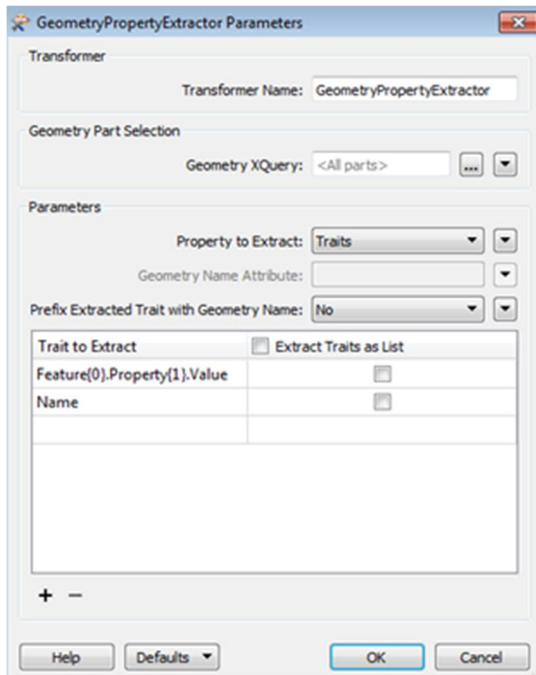 GeometryPropertyExtractor Parameters
Transformer
Transformer Name: GeometryPropertyExtractor
Geometry Part Selection
Geometry XQuery: <All parts> ...
Parameters
Property to Extract: Traits
Geometry Name Attribute:
Prefix Extracted Trait with Geometry Name: No
Trait to Extract Extract Traits as List
Feature{0}.Property{1}.Value
Name
+ −
Help Defaults OK Cancel